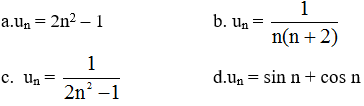 a.uₙ = 2n² – 1
b. uₙ = 1 / n(n + 2)
c. uₙ = 1 / 2n² –1
d.uₙ = sin n + cos n